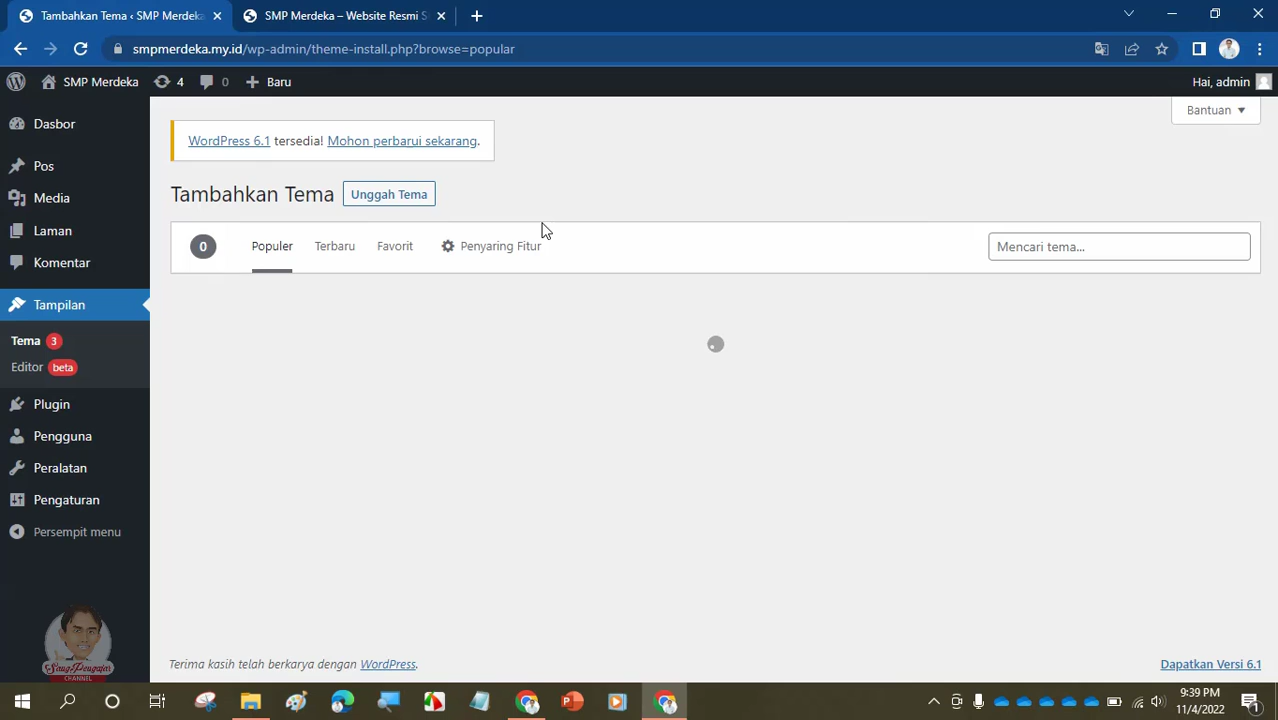 Tambahkan Tema ‹ SMP Merdeka
SMP Merdeka – Website Resmi S
smpmerdeka.my.id/wp-admin/theme-install.php?browse=popular
SMP Merdeka 4 0 Baru
Hai, admin
Bantuan
Dasbor
Pos
Media
Laman
Komentar
Tampilan
Tema 3
Editor beta
Plugin
Pengguna
Peralatan
Pengaturan
Persempit menu
WordPress 6.1 tersedia! Mohon perbarui sekarang.
Tambahkan Tema Unggah Tema
0 Populer Terbaru Favorit Penyaring Fitur Mencari tema...
SangPengajar
CHANNEL
Terima kasih telah berkarya dengan WordPress.
Dapatkan Versi 6.1
9:39 PM
11/4/2022
1